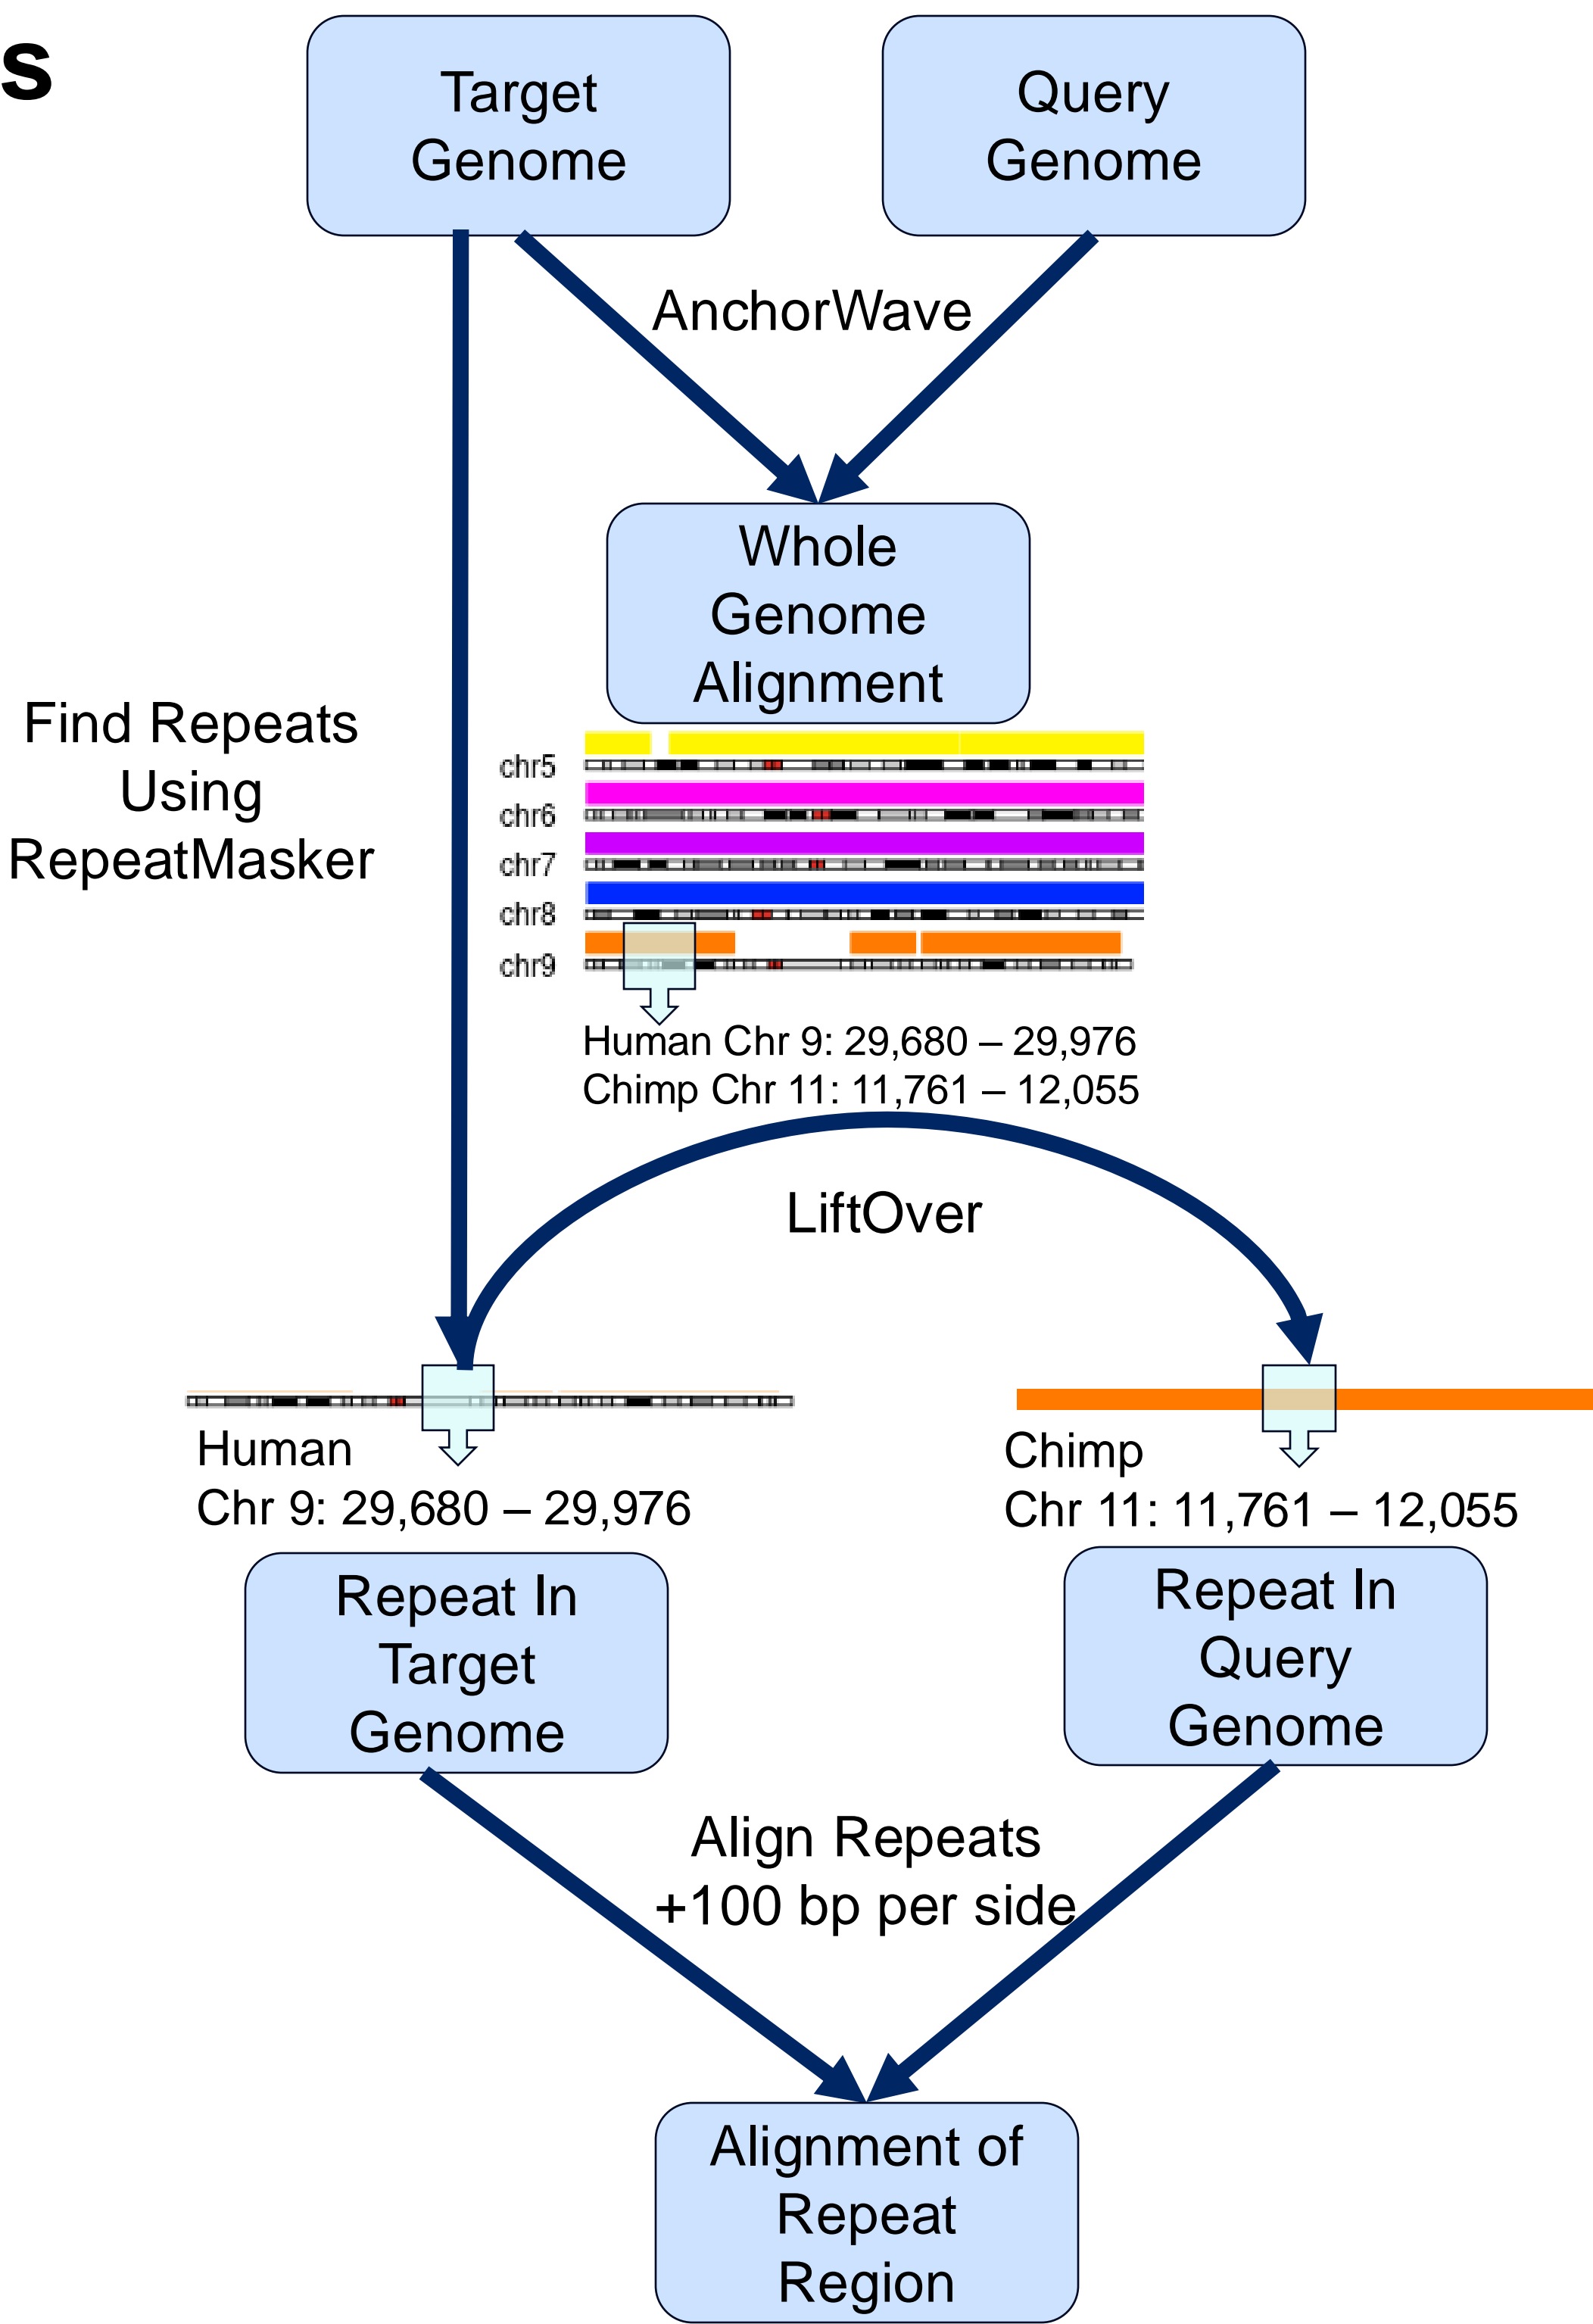 s
Target
Genome
Query
Genome
AnchorWave
Whole
Genome
Alignment
Find Repeats
Using
RepeatMasker
chr5
chr6
chr7
chr8
chr9
Human Chr 9: 29,680 – 29,976
Chimp Chr 11: 11,761 – 12,055
LiftOver
Human
Chr 9: 29,680 – 29,976
Chimp
Chr 11: 11,761 – 12,055
Repeat In
Target
Genome
Repeat In
Query
Genome
Align Repeats
+100 bp per side
Alignment of
Repeat
Region